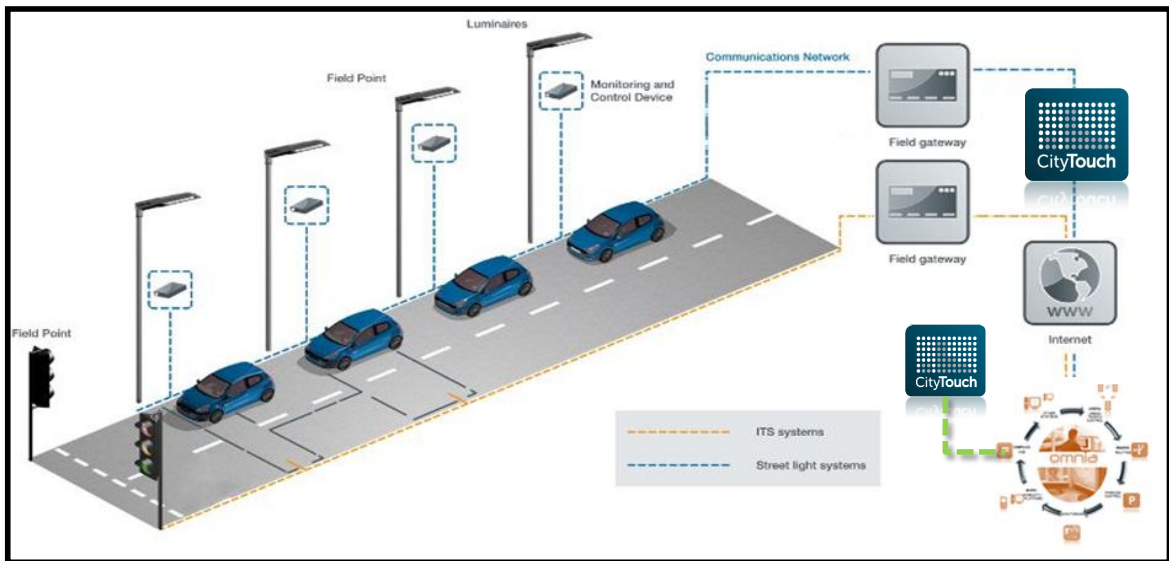 Luminaires
Field Point
Monitoring and
Control Device
Communications Network
Field gateway
CityTouch
Field gateway
WWW
Internet
Field Point
CityTouch
ITS systems
Street light systems
omnia
P